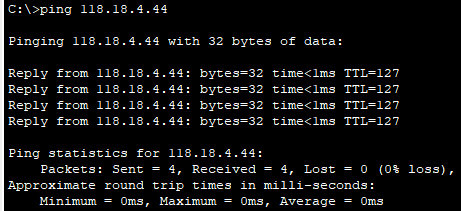 C:\>ping 118.18.4.44
Pinging 118.18.4.44 with 32 bytes of data:
Reply from 118.18.4.44: bytes=32 time<1ms TTL=127
Reply from 118.18.4.44: bytes=32 time<1ms TTL=127
Reply from 118.18.4.44: bytes=32 time<1ms TTL=127
Reply from 118.18.4.44: bytes=32 time<1ms TTL=127
Ping statistics for 118.18.4.44:
    Packets: Sent = 4, Received = 4, Lost = 0 (0% loss),
Approximate round trip times in milli-seconds:
    Minimum = 0ms, Maximum = 0ms, Average = 0ms